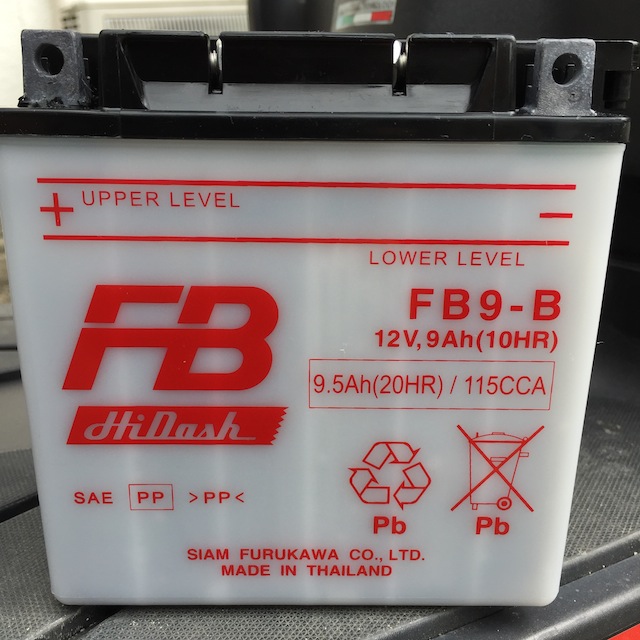 + UPPER LEVEL −
LOWER LEVEL
FB
HiDash
FB9-B
12V, 9Ah(10HR)
9.5Ah(20HR) / 115CCA
SAE PP >PP<
Pb Pb
SIAM FURUKAWA CO., LTD.
MADE IN THAILAND